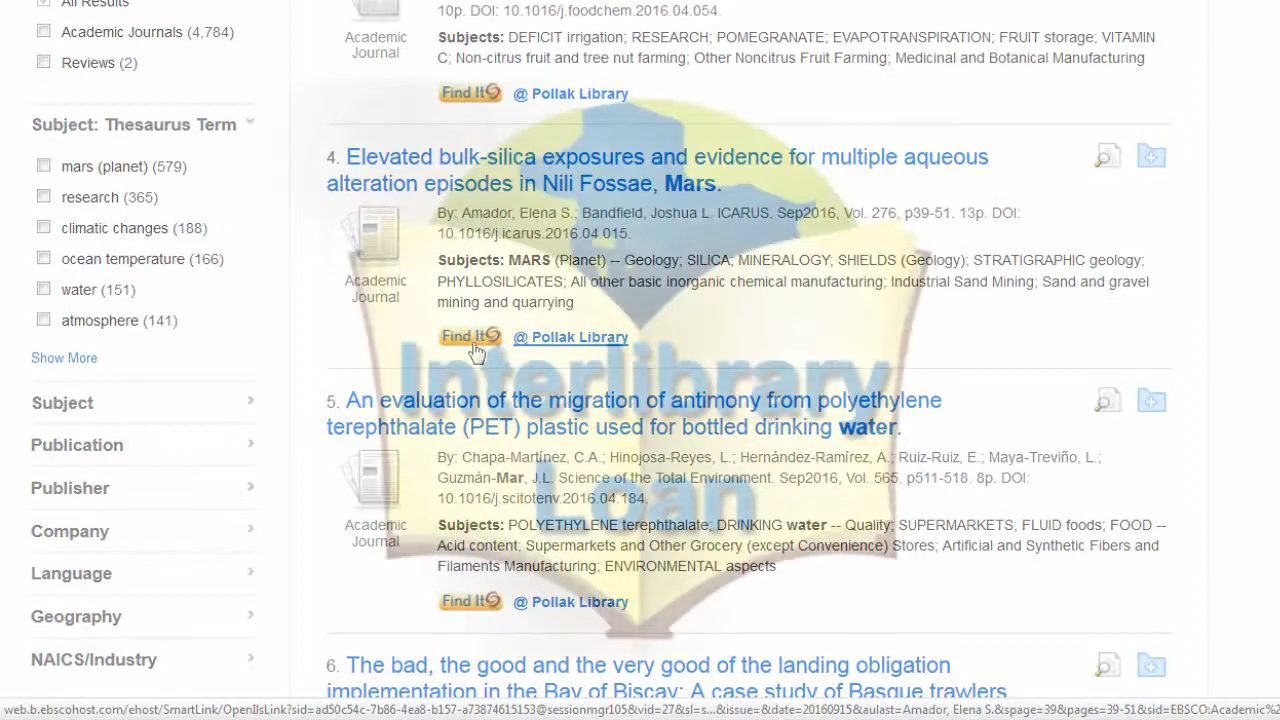 All Results
Academic Journals (4,784)
Reviews (2)
Subject: Thesaurus Term
mars (planet) (579)
research (365)
climatic changes (188)
ocean temperature (166)
water (151)
atmosphere (141)
Show More
Subject
Publication
Publisher
Company
Language
Geography
NAICS/Industry
10p. DOI: 10.1016/j.foodchem.2016.04.054.
Academic
Journal
Subjects: DEFICIT irrigation; RESEARCH; POMEGRANATE; EVAPOTRANSPIRATION; FRUIT storage; VITAMIN
C; Non-citrus fruit and tree nut farming; Other Noncitrus Fruit Farming; Medicinal and Botanical Manufacturing
Find It @ Pollak Library
4. Elevated bulk-silica exposures and evidence for multiple aqueous
alteration episodes in Nili Fossae, Mars.
By: Amador, Elena S.; Bandfield, Joshua L. ICARUS. Sep2016, Vol. 276, p39-51. 13p. DOI:
10.1016/j.icarus.2016.04.015.
Academic
Journal
Subjects: MARS (Planet) -- Geology; SILICA; MINERALOGY; SHIELDS (Geology); STRATIGRAPHIC geology;
PHYLLOSILICATES; All other basic inorganic chemical manufacturing; Industrial Sand Mining; Sand and gravel
mining and quarrying
Find It @ Pollak Library
Interlibrary
Loan
5. An evaluation of the migration of antimony from polyethylene
terephthalate (PET) plastic used for bottled drinking water.
By: Chapa-Martínez, C.A.; Hinojosa-Reyes, L.; Hernández-Ramírez, A.; Ruiz-Ruiz, E.; Maya-Treviño, L.;
Guzmán-Mar, J.L. Science of the Total Environment. Sep2016, Vol. 565, p511-518. 8p. DOI:
10.1016/j.scitotenv.2016.04.184.
Academic
Journal
Subjects: POLYETHYLENE terephthalate; DRINKING water -- Quality; SUPERMARKETS; FLUID foods; FOOD --
Acid content; Supermarkets and Other Grocery (except Convenience) Stores; Artificial and Synthetic Fibers and
Filaments Manufacturing; ENVIRONMENTAL aspects
Find It @ Pollak Library
6. The bad, the good and the very good of the landing obligation
implementation in the Bay of Biscay: A case study of Basque trawlers
web.b.ebscohost.com/ehost/SmartLink/OpenIlsLink?sid=ad50c54c-7b86-4ea8-b157-a73874615153@sessionmgr105&vid=27&sl=s...&issue=&date=20160915&aulast=Amador, Elena S.&spage=39&pages=39-51&sid=EBSCO:Academic%2